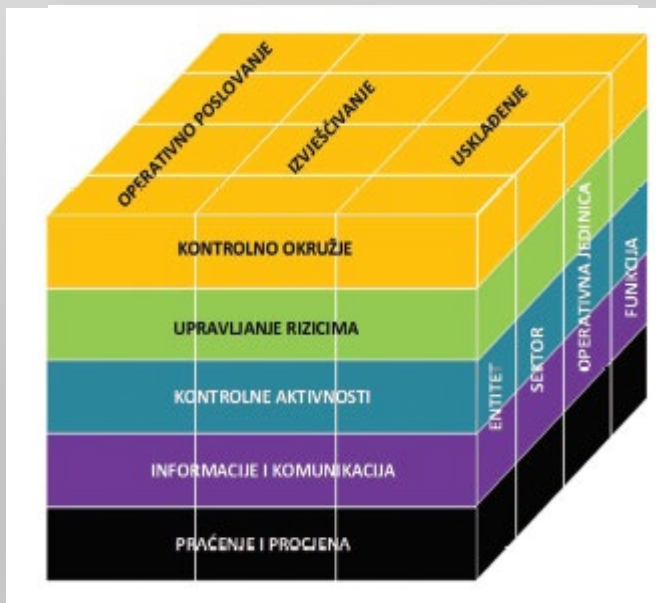 OPERATIVNO POSLOVANJE
IZVJEŠĆIVANJE
USKLAĐENJE
KONTROLNO OKRUŽJE
UPRAVLJANJE RIZICIMA
KONTROLNE AKTIVNOSTI
INFORMACIJE I KOMUNIKACIJA
PRAĆENJE I PROCJENA
ENTITET
SEKTOR
OPERATIVNA JEDINICA
FUNKCIJA